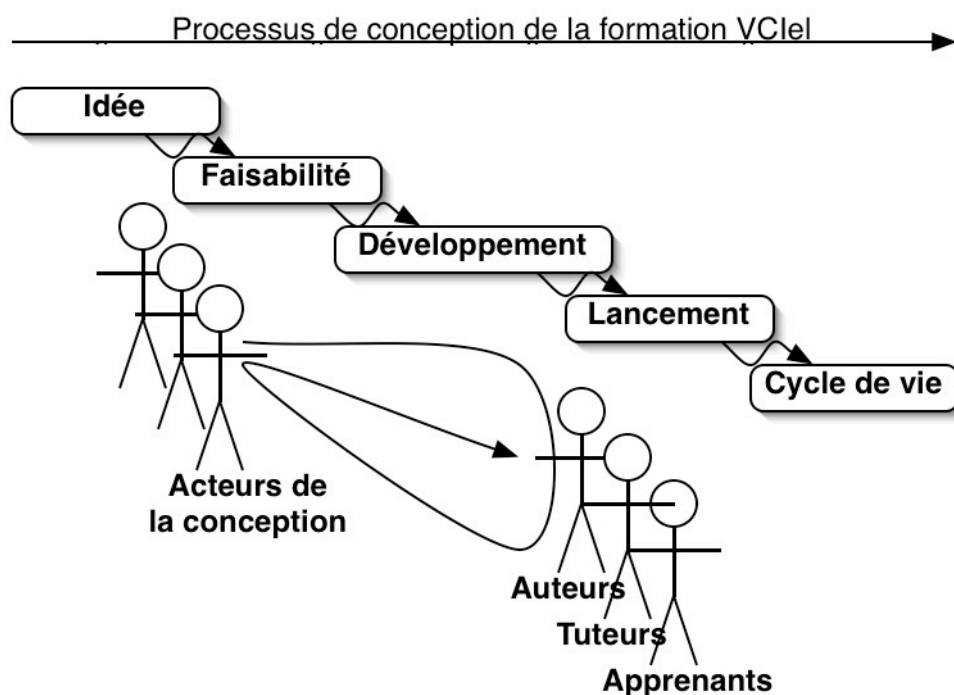 Processus de conception de la formation VCIel
Idée
Faisabilité
Développement
Lancement
Cycle de vie
Acteurs de
la conception
Auteurs
Tuteurs
Apprenants